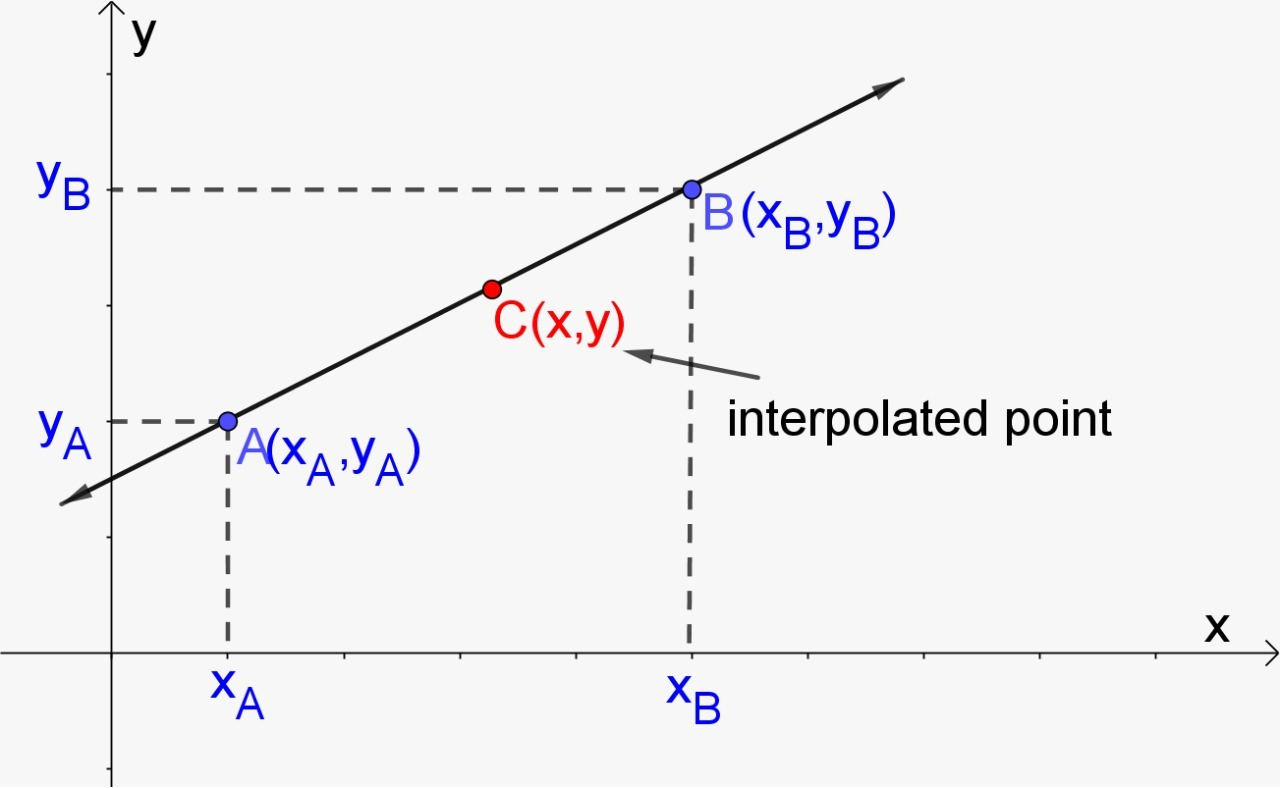 y
y_B
B(x_B,y_B)
C(x,y)
interpolated point
y_A
A(x_A,y_A)
x
x_A
x_B